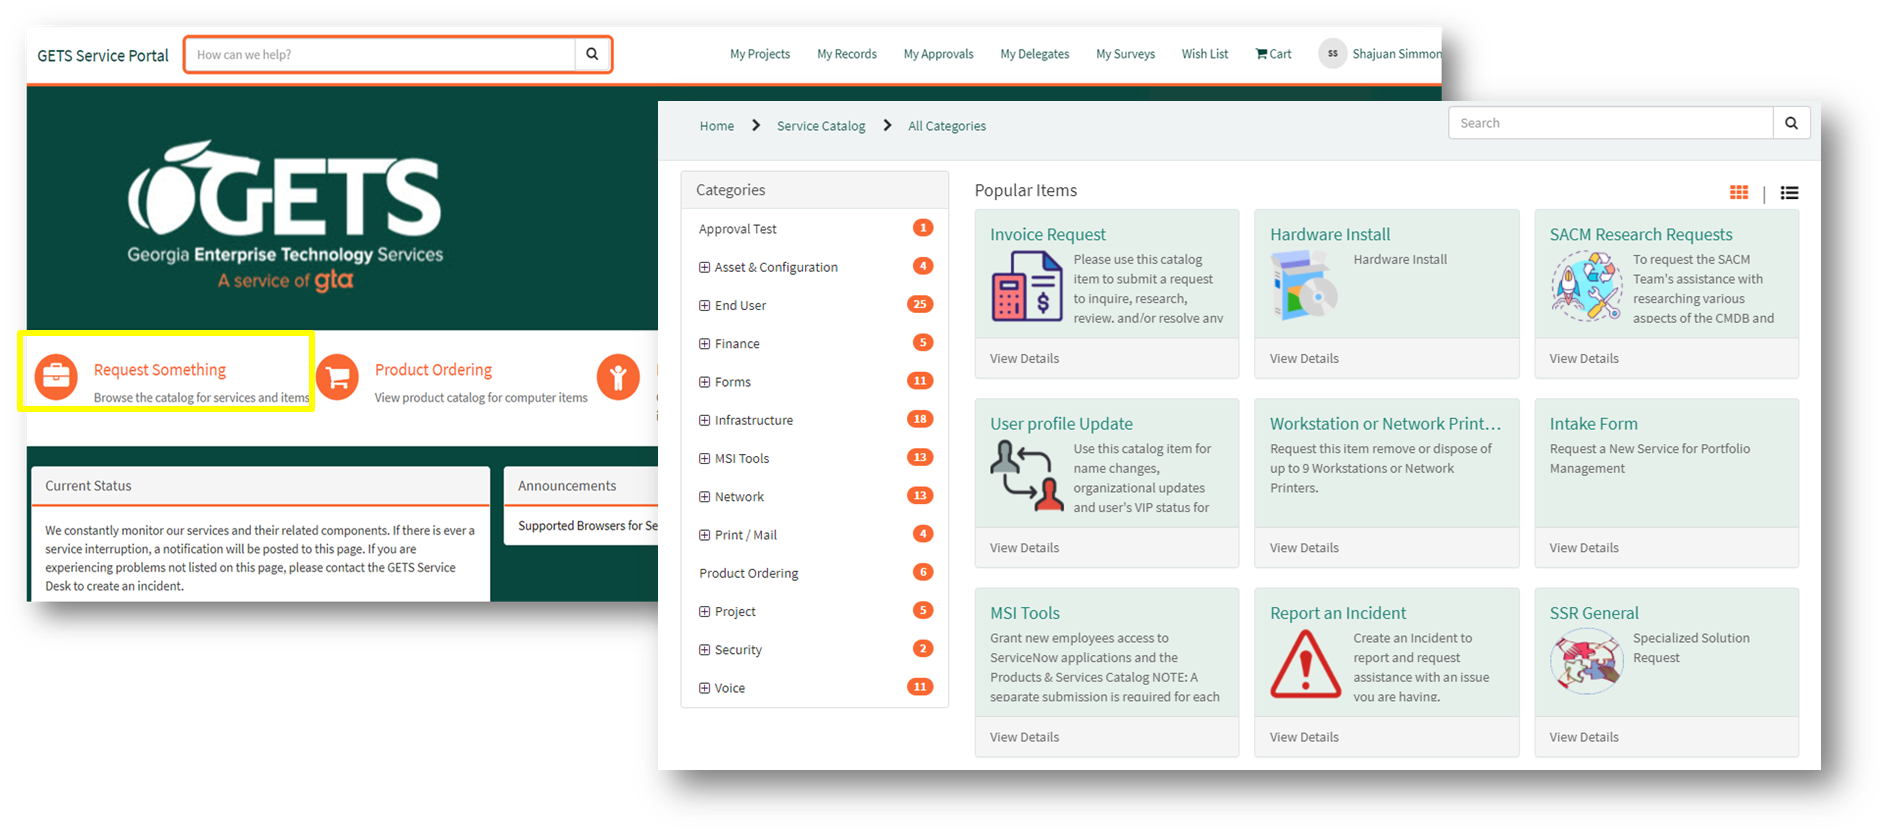 GETS Service Portal
How can we help?
My Projects
My Records
My Approvals
My Delegates
My Surveys
Wish List
Cart
SS
Shajuan Simmon
GETS
Georgia Enterprise Technology Services
A service of gta
Request Something
Browse the catalog for services and items
Product Ordering
View product catalog for computer items
Current Status
We constantly monitor our services and their related components. If there is ever a
service interruption, a notification will be posted to this page. If you are
experiencing problems not listed on this page, please contact the GETS Service
Desk to create an incident.
Announcements
Supported Browsers for Se
Home
Service Catalog
All Categories
Search
Categories
Approval Test
1
Asset & Configuration
4
End User
25
Finance
5
Forms
11
Infrastructure
18
MSI Tools
13
Network
13
Print / Mail
4
Product Ordering
6
Project
5
Security
2
Voice
11
Popular Items
Invoice Request
Please use this catalog
item to submit a request
to inquire, research,
review, and/or resolve any
View Details
Hardware Install
Hardware Install
View Details
SACM Research Requests
To request the SACM
Team's assistance with
researching various
aspects of the CMDB and
View Details
User profile Update
Use this catalog item for
name changes,
organizational updates
and user's VIP status for
View Details
Workstation or Network Print...
Request this item remove or dispose of
up to 9 Workstations or Network
Printers.
View Details
Intake Form
Request a New Service for Portfolio
Management
View Details
MSI Tools
Grant new employees access to
ServiceNow applications and the
Products & Services Catalog NOTE: A
separate submission is required for each
View Details
Report an Incident
Create an Incident to
report and request
assistance with an issue
you are having.
View Details
SSR General
Specialized Solution
Request
View Details